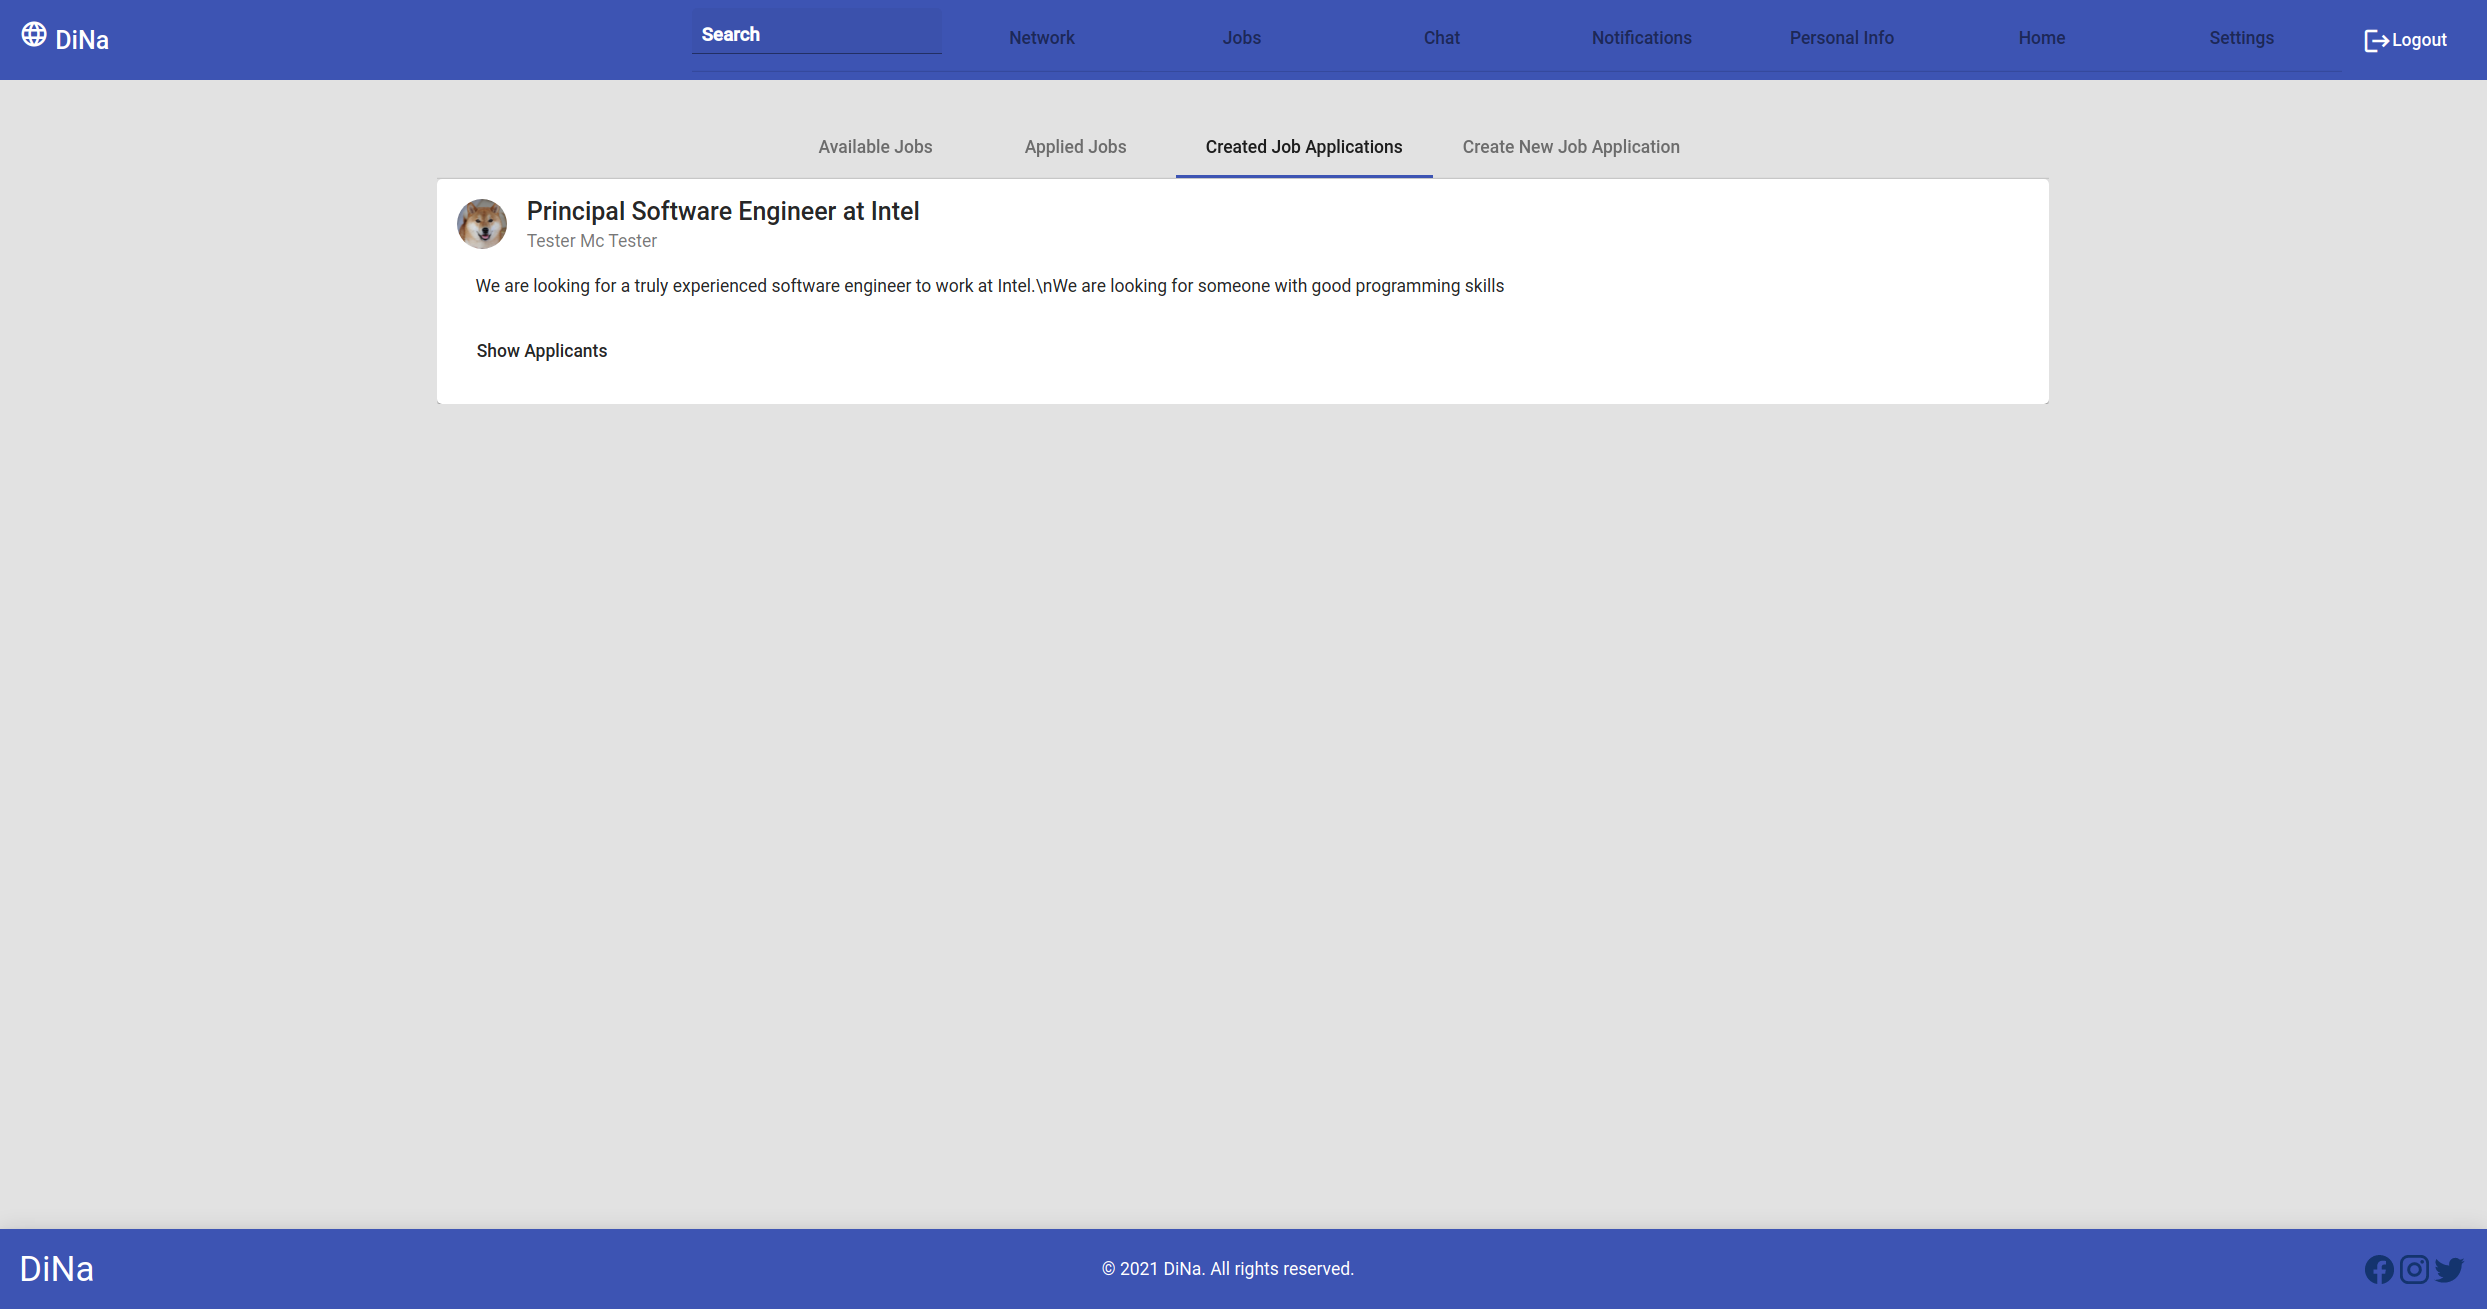 DiNa Search Network Jobs Chat Notifications Personal Info Home Settings Logout
Available Jobs Applied Jobs Created Job Applications Create New Job Application
Principal Software Engineer at Intel
Tester Mc Tester
We are looking for a truly experienced software engineer to work at Intel.\nWe are looking for someone with good programming skills
Show Applicants
DiNa © 2021 DiNa. All rights reserved.